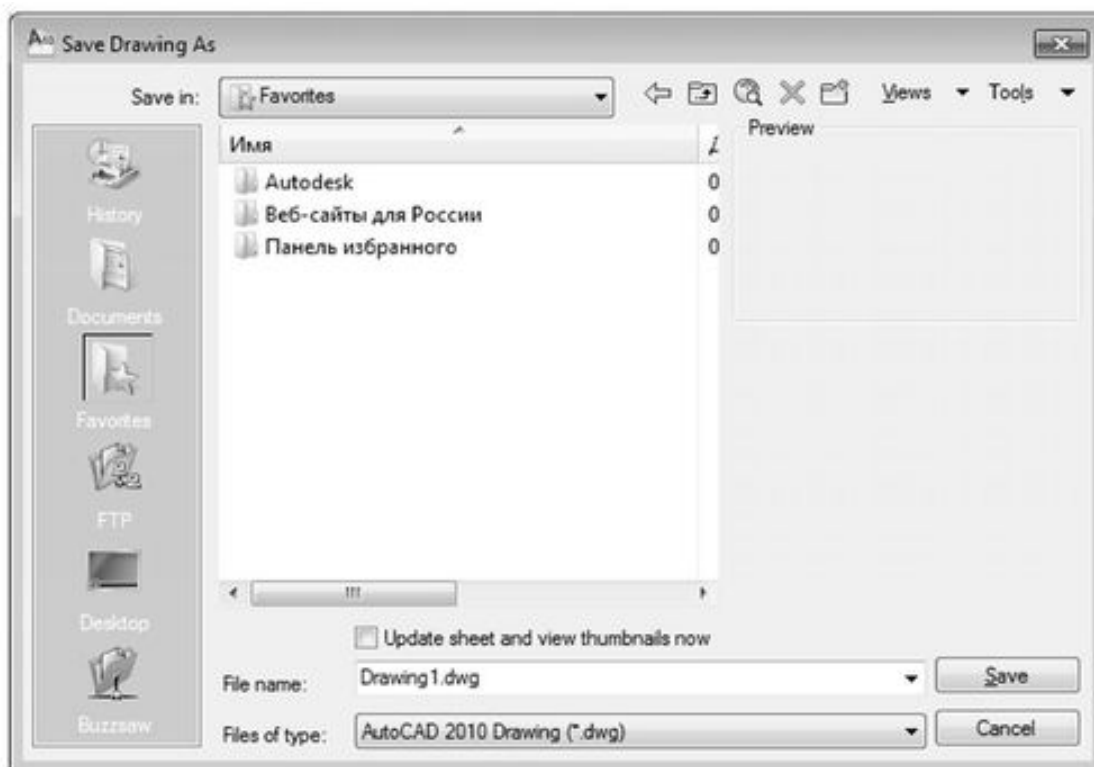 Save Drawing As
Save in: Favorites Views Tools
Имя
Preview
Autodesk 0
Веб-сайты для России 0
Панель избранного 0
History
Documents
Favorites
FTP
Desktop
Buzzsaw
Update sheet and view thumbnails now
File name: Drawing1.dwg Save
Files of type: AutoCAD 2010 Drawing (*.dwg) Cancel